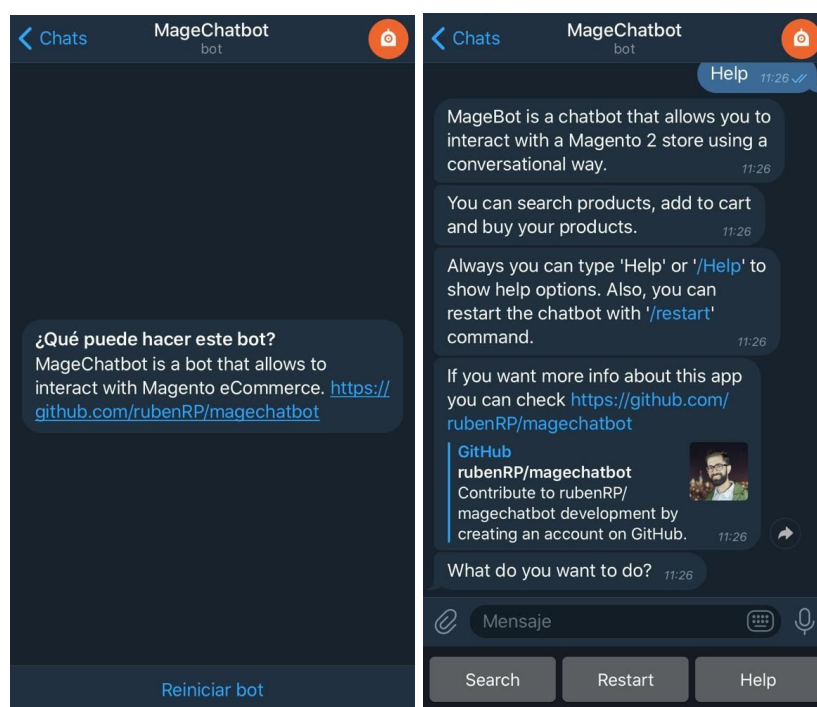 Chats
MageChatbot
bot
¿Qué puede hacer este bot?
MageChatbot is a bot that allows to
interact with Magento eCommerce. https://
github.com/rubenRP/magechatbot
Reiniciar bot
Chats
MageChatbot
bot
Help 11:26
MageBot is a chatbot that allows you to
interact with a Magento 2 store using a
conversational way. 11:26
You can search products, add to cart
and buy your products. 11:26
Always you can type 'Help' or '/Help' to
show help options. Also, you can
restart the chatbot with '/restart'
command. 11:26
If you want more info about this app
you can check https://github.com/
rubenRP/magechatbot
GitHub
rubenRP/magechatbot
Contribute to rubenRP/
magechatbot development by
creating an account on GitHub. 11:26
What do you want to do? 11:26
Mensaje
Search Restart Help